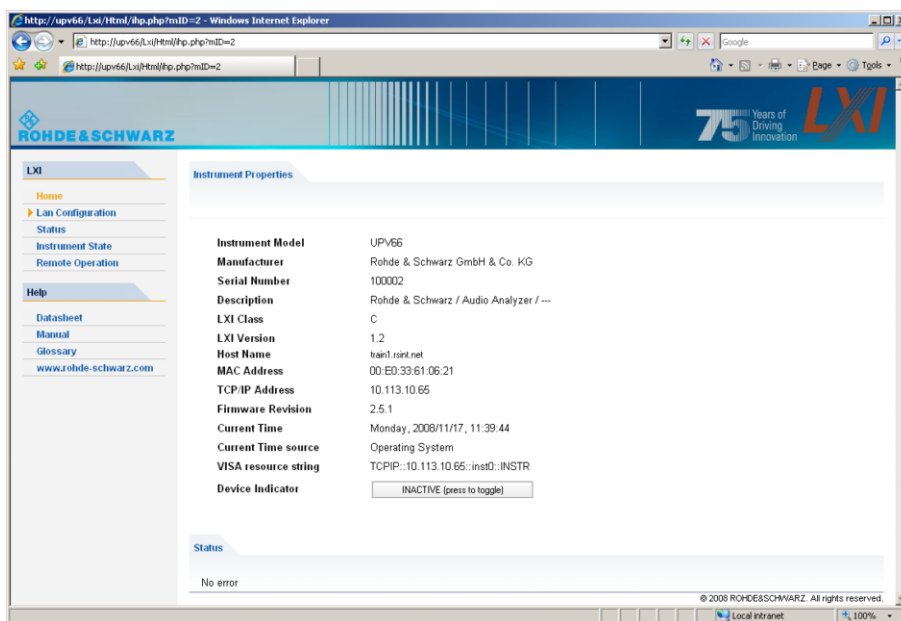 http://upv66/Lxi/Html/ihp.php?mID=2 - Windows Internet Explorer
http://upv66/Lxi/Html/ihp.php?mID=2
Google
http://upv66/Lxi/Html/ihp.php?mID=2
Page
Tools
ROHDE&SCHWARZ
75 Years of
Driving
Innovation
LXI
LXI
Home
Lan Configuration
Status
Instrument State
Remote Operation
Help
Datasheet
Manual
Glossary
www.rohde-schwarz.com
Instrument Properties
Instrument Model UPV66
Manufacturer Rohde & Schwarz GmbH & Co. KG
Serial Number 100002
Description Rohde & Schwarz / Audio Analyzer / ---
LXI Class C
LXI Version 1.2
Host Name train1.rsint.net
MAC Address 00:E0:33:61:06:21
TCP/IP Address 10.113.10.65
Firmware Revision 2.5.1
Current Time Monday, 2008/11/17, 11:39:44
Current Time source Operating System
VISA resource string TCPIP::10.113.10.65::inst0::INSTR
Device Indicator INACTIVE (press to toggle)
Status
No error
© 2008 ROHDE&SCHWARZ. All rights reserved.
Local intranet 100%